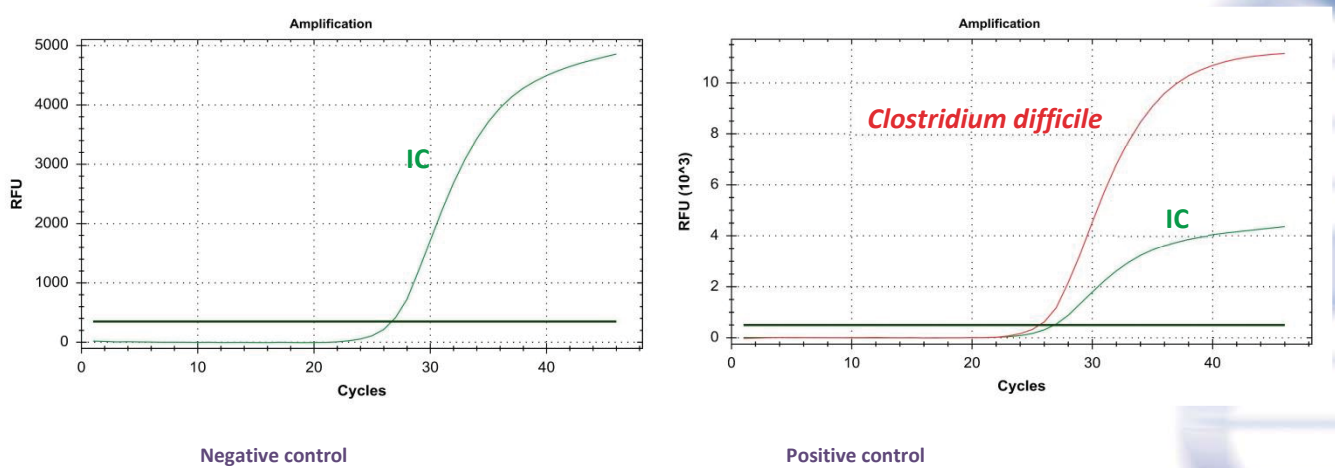 Amplification
5000
4000
3000
2000
1000
0
RFU
IC
0
10
20
30
40
Cycles
Negative control
Amplification
10
8
6
4
2
0
RFU (10^3)
Clostridium difficile
IC
0
10
20
30
40
Cycles
Positive control